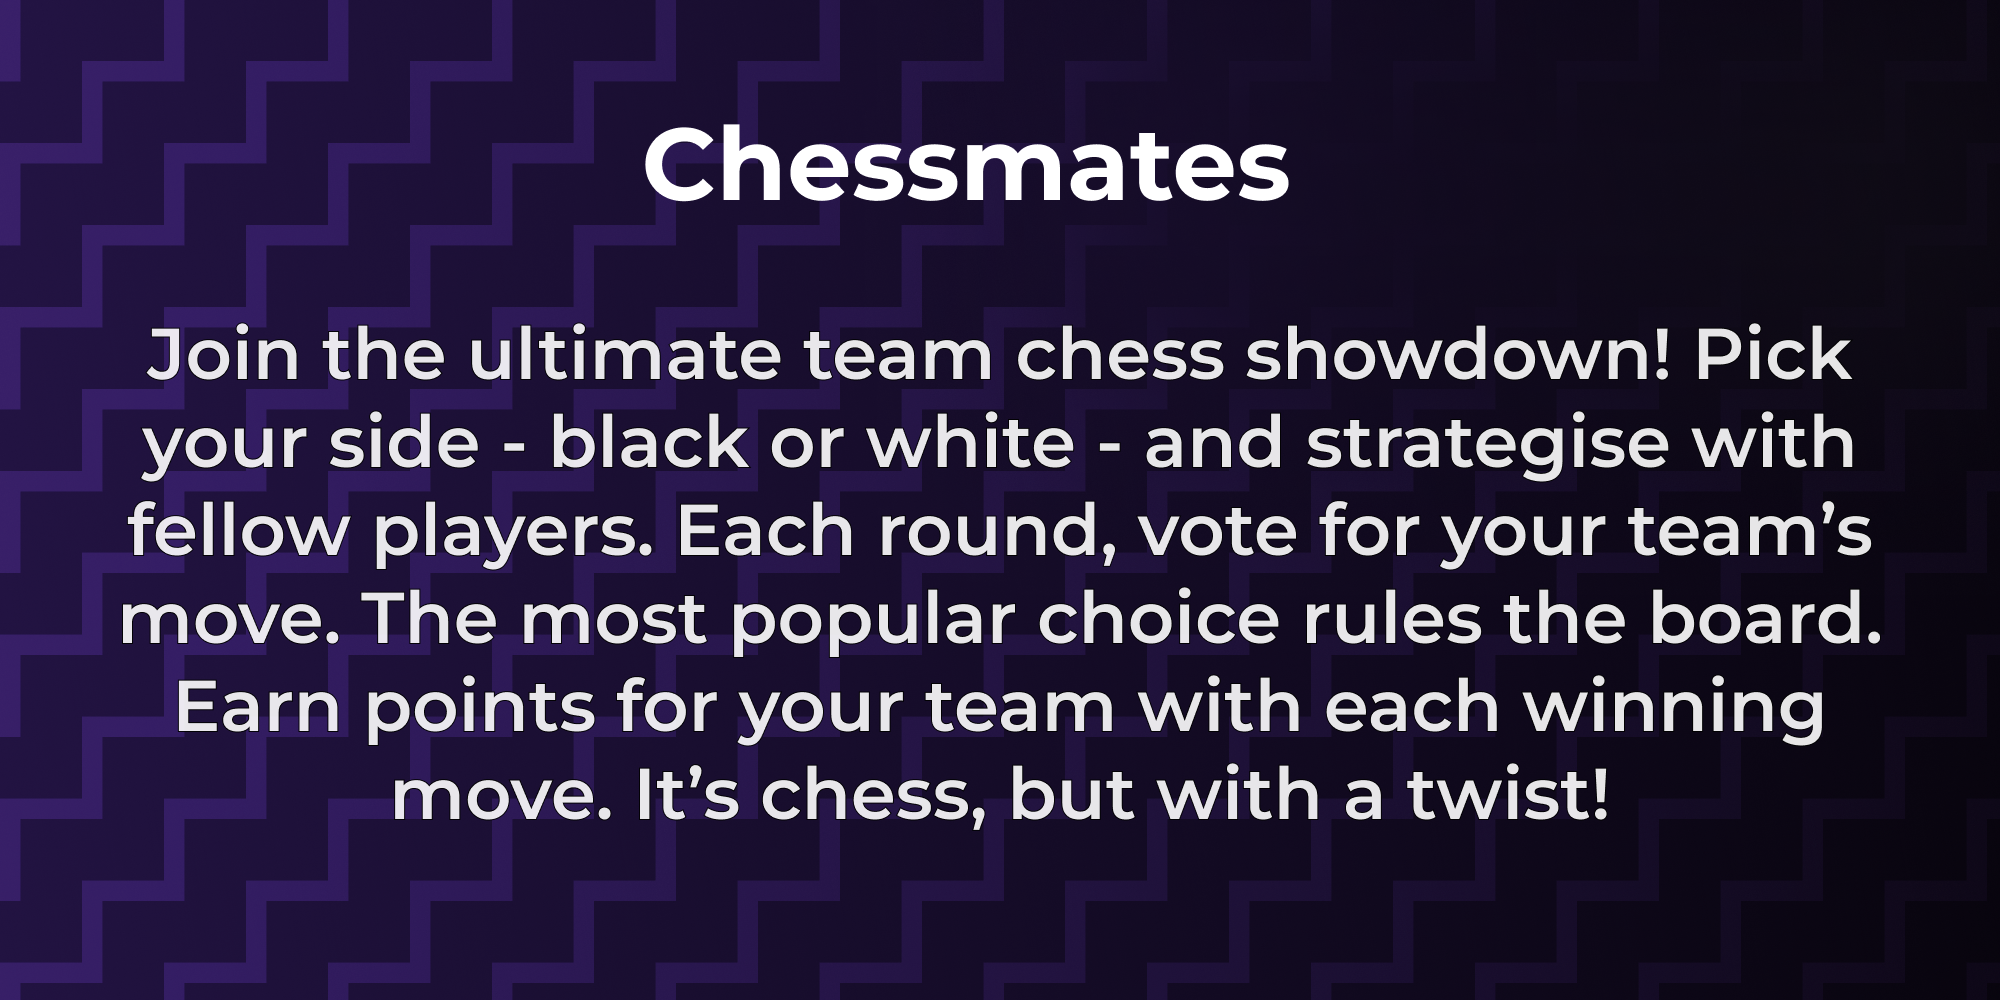 Chessmates
Join the ultimate team chess showdown! Pick
your side - black or white - and strategise with
fellow players. Each round, vote for your team’s
move. The most popular choice rules the board.
Earn points for your team with each winning
move. It’s chess, but with a twist!